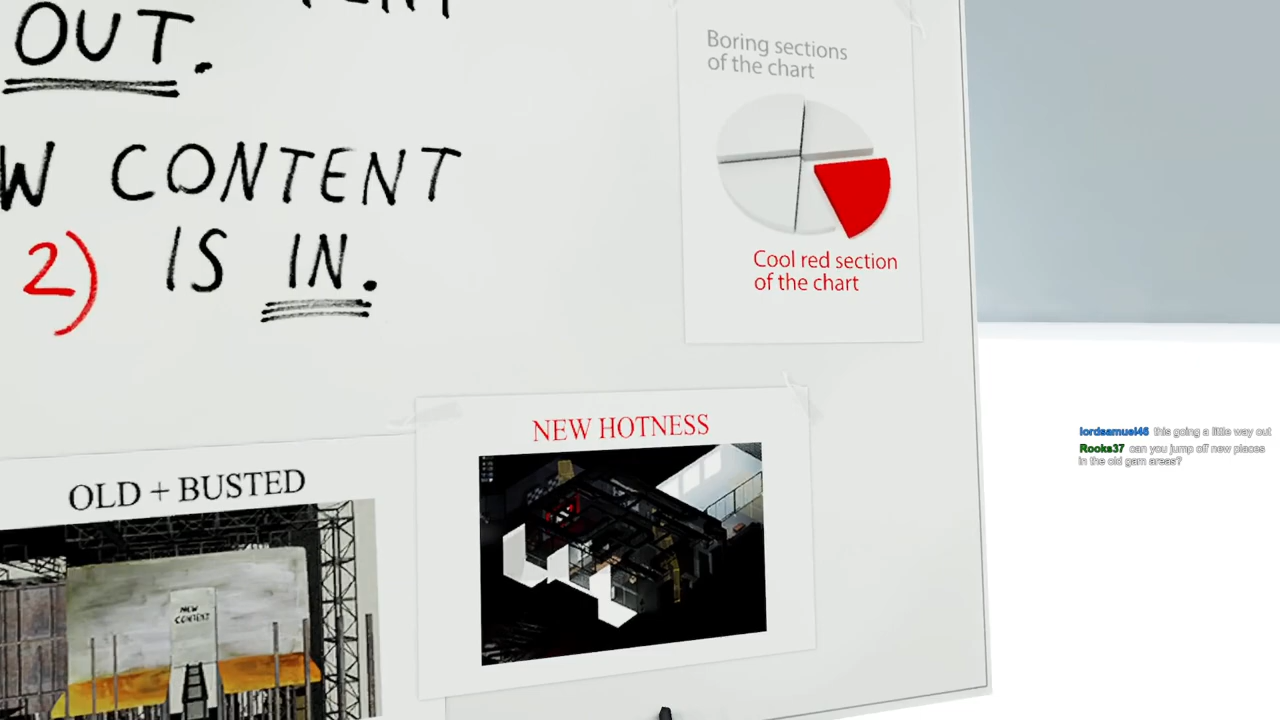 OUT.
CONTENT
2) IS IN.
Boring sections
of the chart
Cool red section
of the chart
OLD + BUSTED
NEW
CONTENT
NEW HOTNESS
lordsamuel46 this going a little way out
Rooks37 can you jump off new places
in the old gam areas?